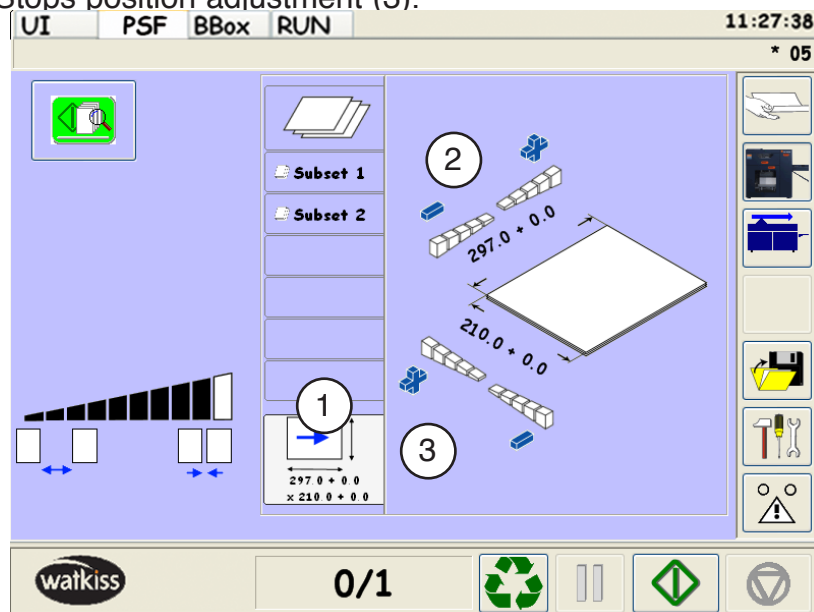 Stops position adjustment (3).
UI PSF BBox RUN 11:27:38
* 05
Subset 1
Subset 2
2
297.0 + 0.0
210.0 + 0.0
1
3
297.0 + 0.0
x 210.0 + 0.0
watkiss
0/1